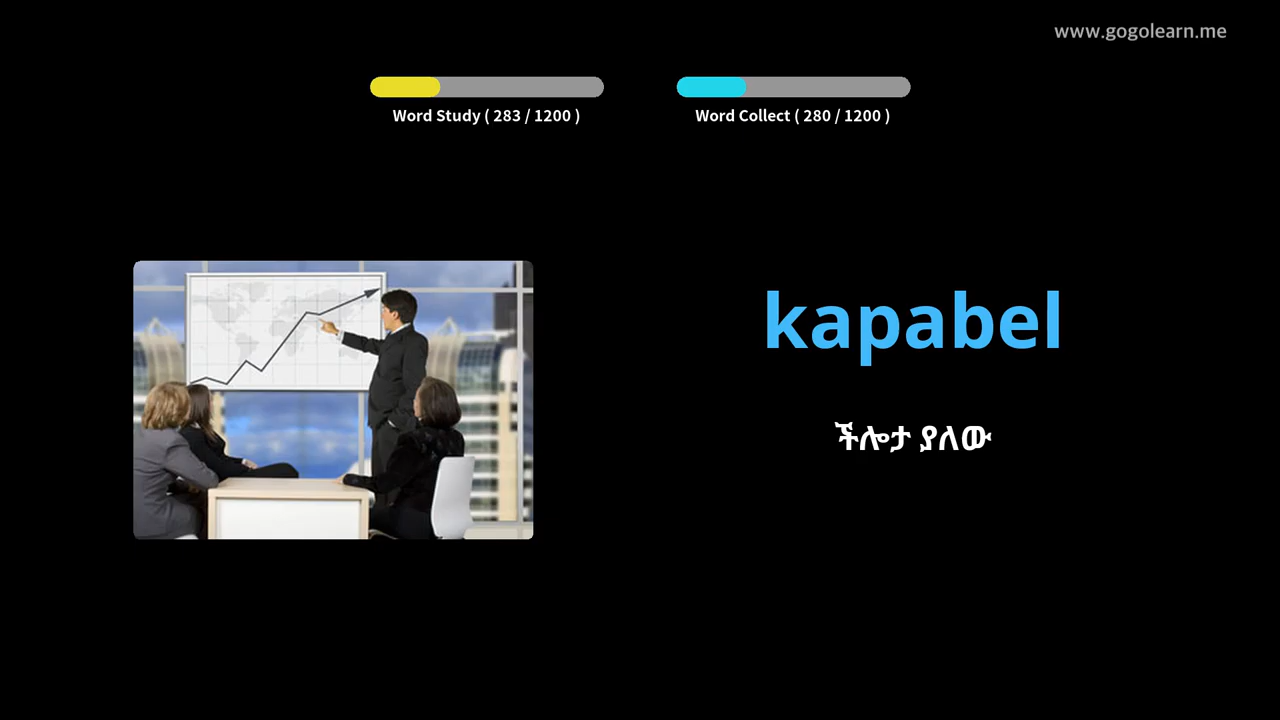 www.gogolearn.me
Word Study ( 283 / 1200 )
Word Collect ( 280 / 1200 )
kapabel
ችሎታ ያለው